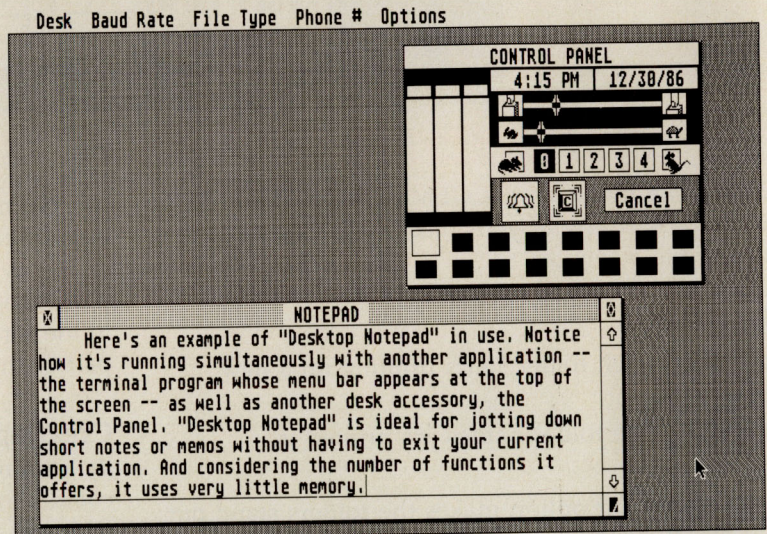 Desk Baud Rate File Type Phone # Options
CONTROL PANEL
4:15 PM 12/30/86
0 1 2 3 4
C Cancel
NOTEPAD
Here's an example of "Desktop Notepad" in use. Notice
how it's running simultaneously with another application --
the terminal program whose menu bar appears at the top of
the screen -- as well as another desk accessory, the
Control Panel. "Desktop Notepad" is ideal for jotting down
short notes or memos without having to exit your current
application. And considering the number of functions it
offers, it uses very little memory.